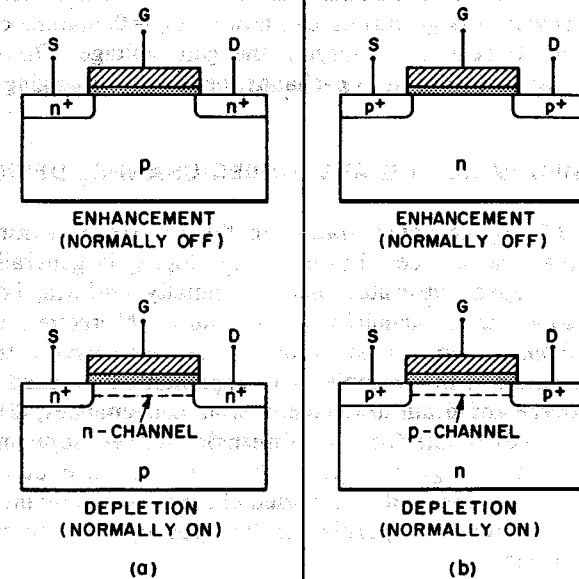 G
S D
n+ n+
p
ENHANCEMENT
(NORMALLY OFF)
G
S D
n+ n+
n-CHANNEL
p
DEPLETION
(NORMALLY ON)
(a)
G
S D
p+ p+
n
ENHANCEMENT
(NORMALLY OFF)
G
S D
p+ p+
p-CHANNEL
n
DEPLETION
(NORMALLY ON)
(b)